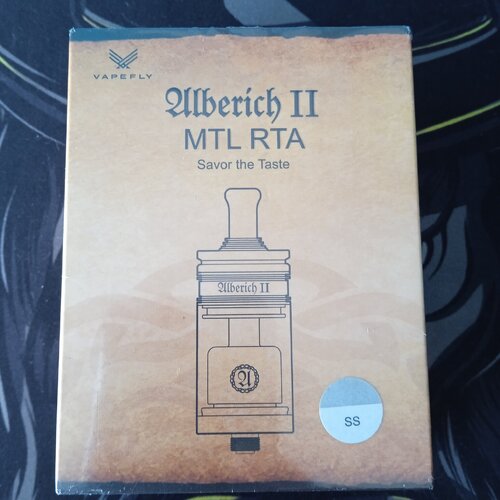 VAPEFLY
Alberich II
MTL RTA
Savor the Taste
Alberich II
A
SS